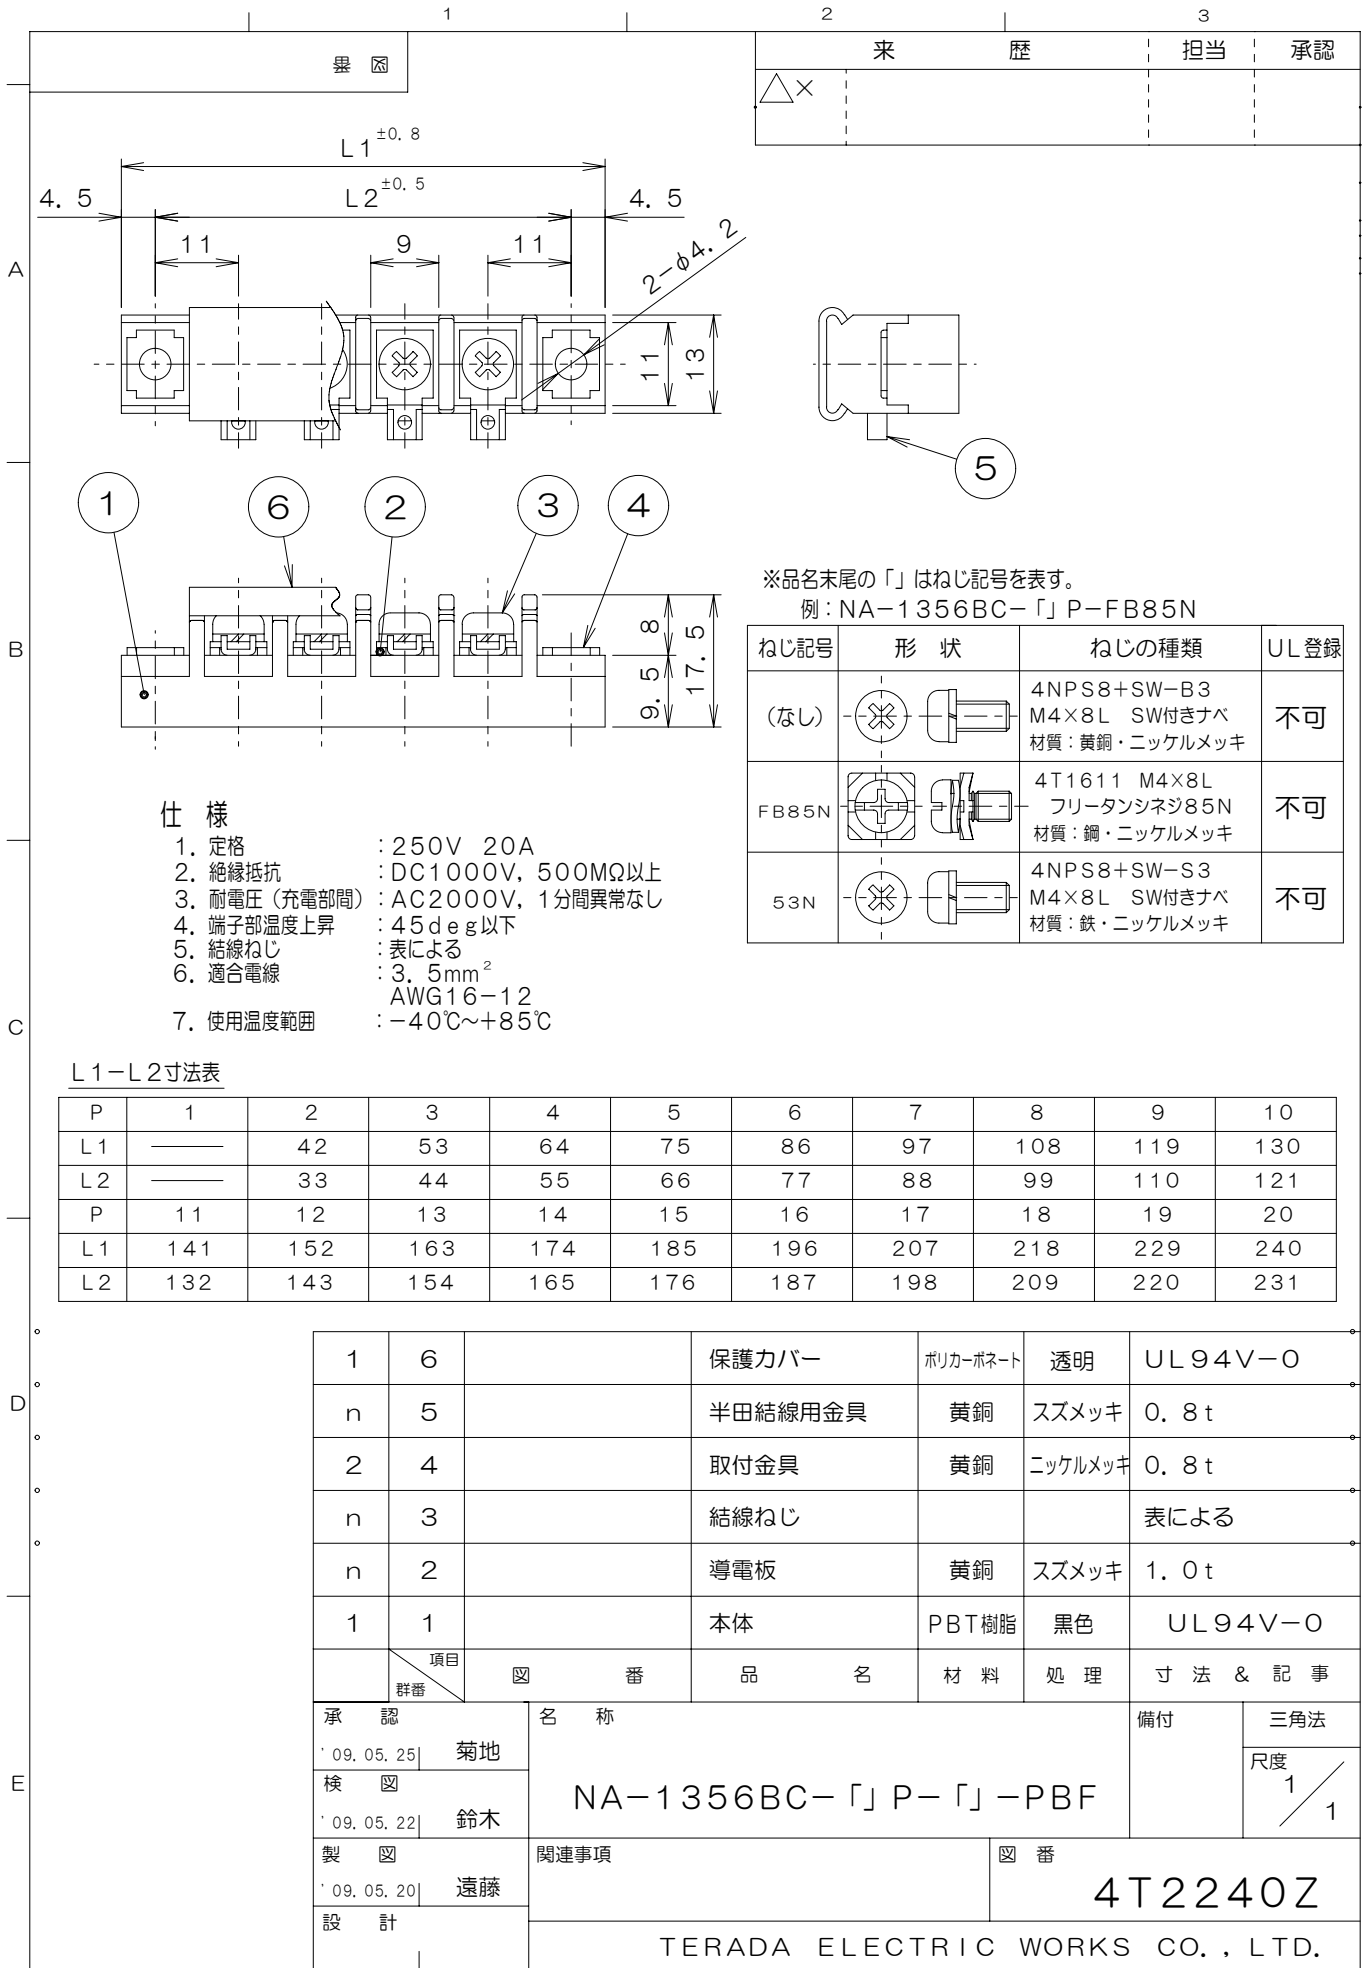 1 2 3
図番
来 歴 担当 承認
△×
A
B
C
D
E
L1±0.8
4.5 L2±0.5 4.5
11 9 11 2-φ4.2
11 13
5
1 6 2 3 4
8
9.5
17.5
※品名末尾の「」はねじ記号を表す。
例:NA-1356BC-「」P-FB85N
ねじ記号 形 状 ねじの種類 UL登録
(なし) 4NPS8+SW-B3
M4×8L SW付きナベ 不可
材質:黄銅・ニッケルメッキ
FB85N 4T1611 M4×8L
フリータンシネジ85N 不可
材質:鋼・ニッケルメッキ
53N 4NPS8+SW-S3
M4×8L SW付きナベ 不可
材質:鉄・ニッケルメッキ
仕 様
1. 定格 :250V 20A
2. 絶縁抵抗 :DC1000V, 500MΩ以上
3. 耐電圧(充電部間):AC2000V, 1分間異常なし
4. 端子部温度上昇 :45deg以下
5. 結線ねじ :表による
6. 適合電線 :3.5mm²
AWG16-12
7. 使用温度範囲 :-40℃~+85℃
L1-L2寸法表
P 1 2 3 4 5 6 7 8 9 10
L1 ―― 42 53 64 75 86 97 108 119 130
L2 ―― 33 44 55 66 77 88 99 110 121
P 11 12 13 14 15 16 17 18 19 20
L1 141 152 163 174 185 196 207 218 229 240
L2 132 143 154 165 176 187 198 209 220 231
1 6 保護カバー ポリカーボネート 透明 UL94V-0
n 5 半田結線用金具 黄銅 スズメッキ 0.8t
2 4 取付金具 黄銅 ニッケルメッキ 0.8t
n 3 結線ねじ 表による
n 2 導電板 黄銅 スズメッキ 1.0t
1 1 本体 PBT樹脂 黒色 UL94V-0
項目
群番 図 番 品 名 材 料 処 理 寸 法 & 記 事
承 認 名 称 備付 三角法
'09.05.25 菊地
尺度
1/1
検 図
'09.05.22 鈴木
NA-1356BC-「」P-「」-PBF
製 図 関連事項 図 番
'09.05.20 遠藤 4T2240Z
設 計
TERADA ELECTRIC WORKS CO., LTD.